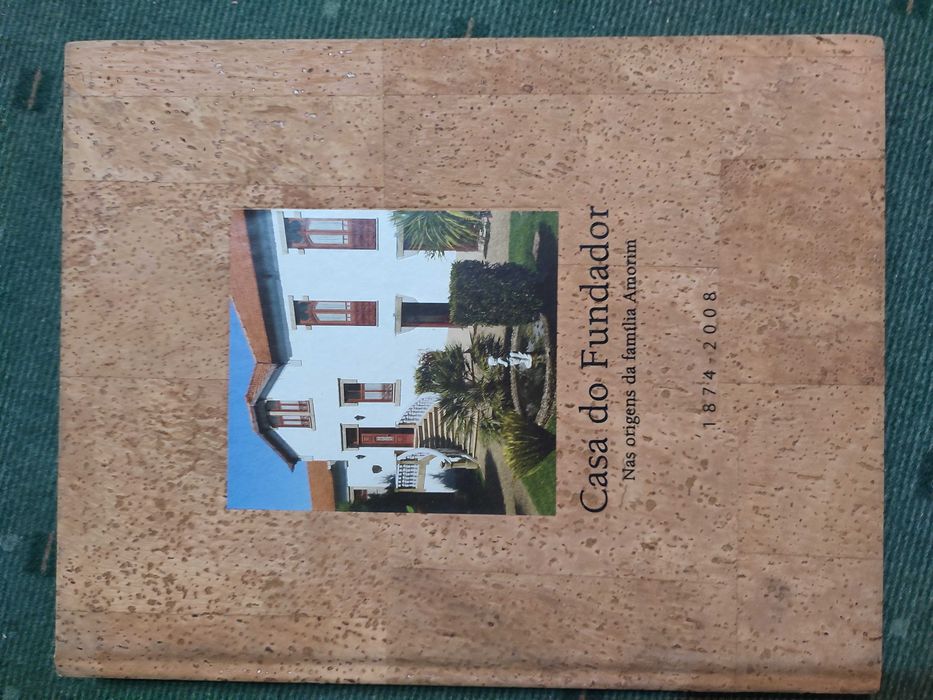 Casa do Fundador
Nas origens da família Amorim
1874-2008